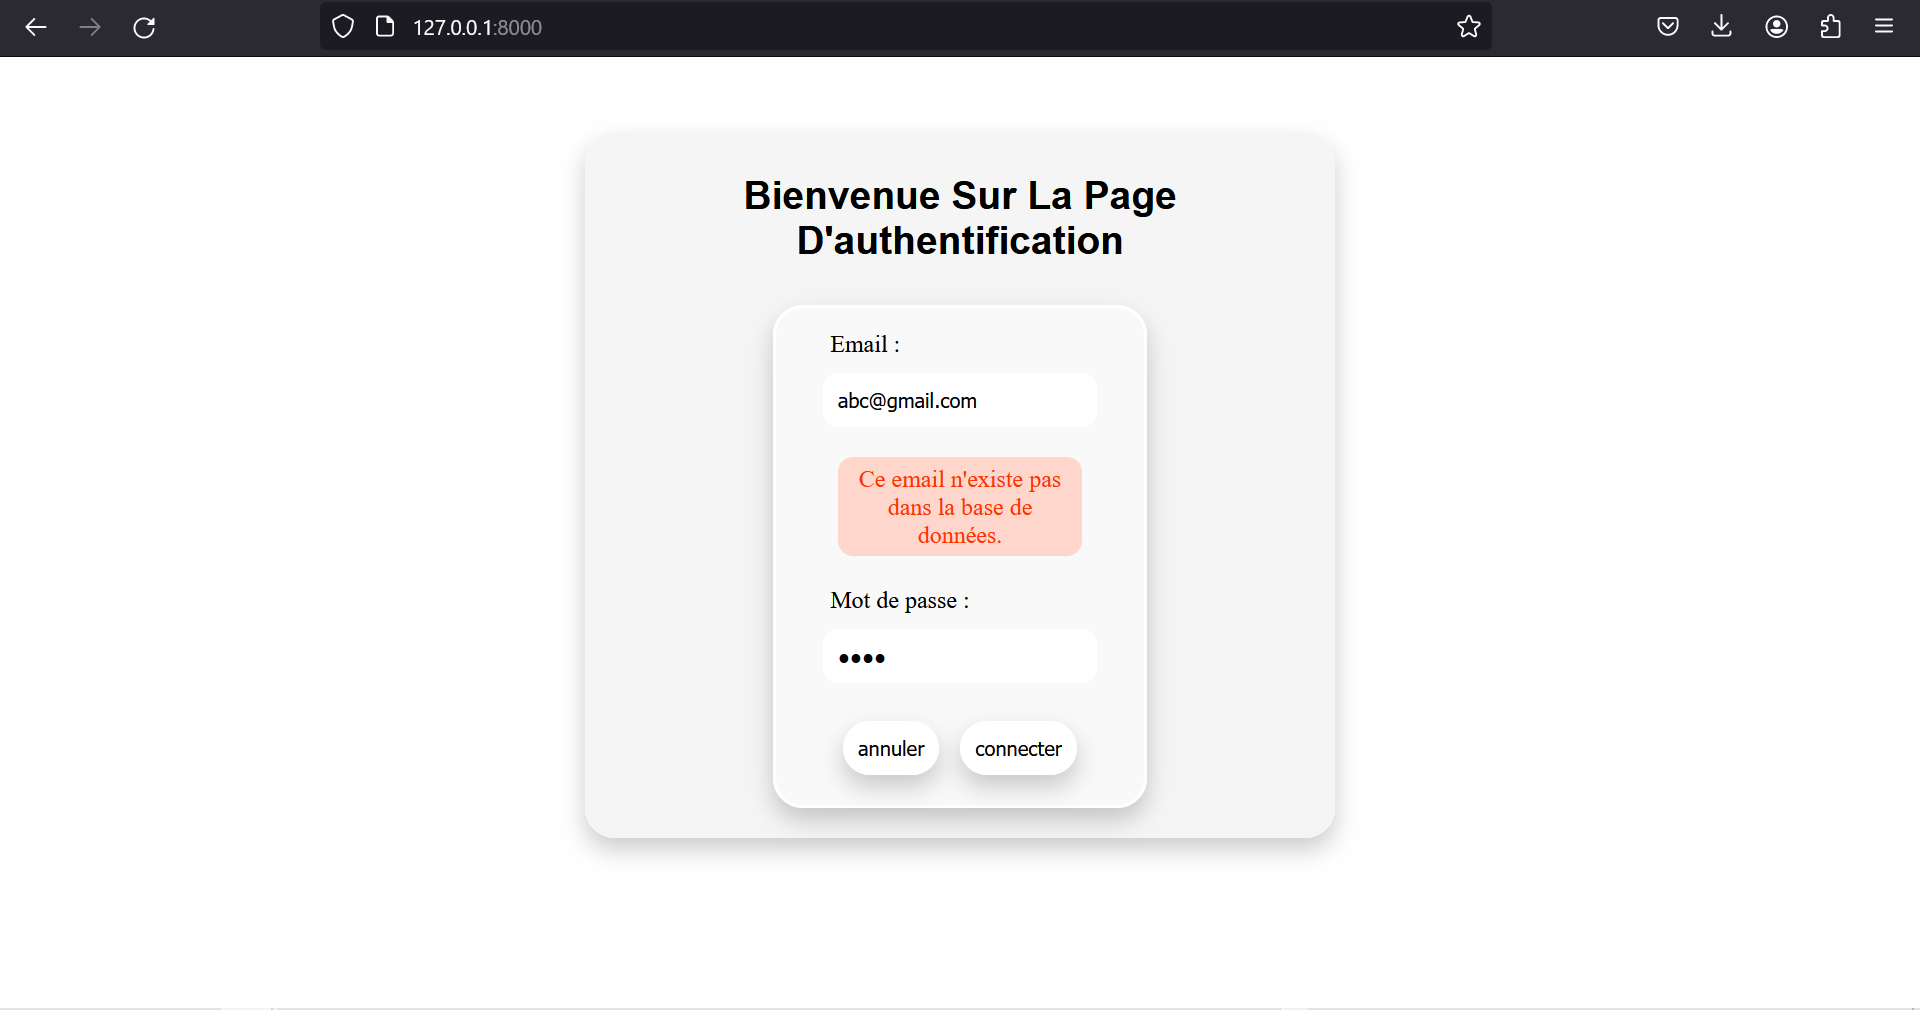 127.0.0.1:8000
Bienvenue Sur La Page
D'authentification
Email :
abc@gmail.com
Ce email n'existe pas
dans la base de
données.
Mot de passe :
••••
annuler connecter